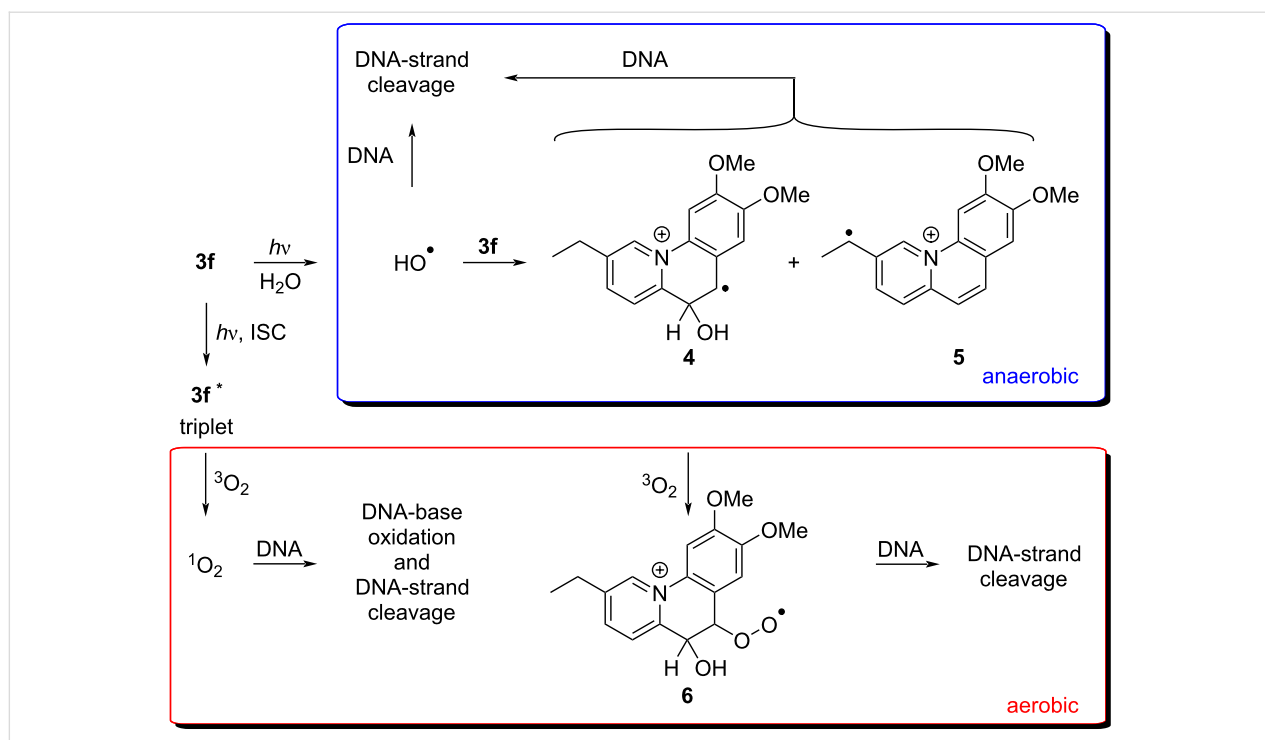 DNA-strand
cleavage
DNA
DNA
OMe
OMe
N
+
H
OH
4
+
OMe
OMe
N
+
5
3f
hν
H₂O
HO•
3f
anaerobic
hν, ISC
3f *
triplet
³O₂
¹O₂
DNA
DNA-base
oxidation
and
DNA-strand
cleavage
³O₂
OMe
OMe
N
+
O
O•
H
OH
6
DNA
DNA-strand
cleavage
aerobic